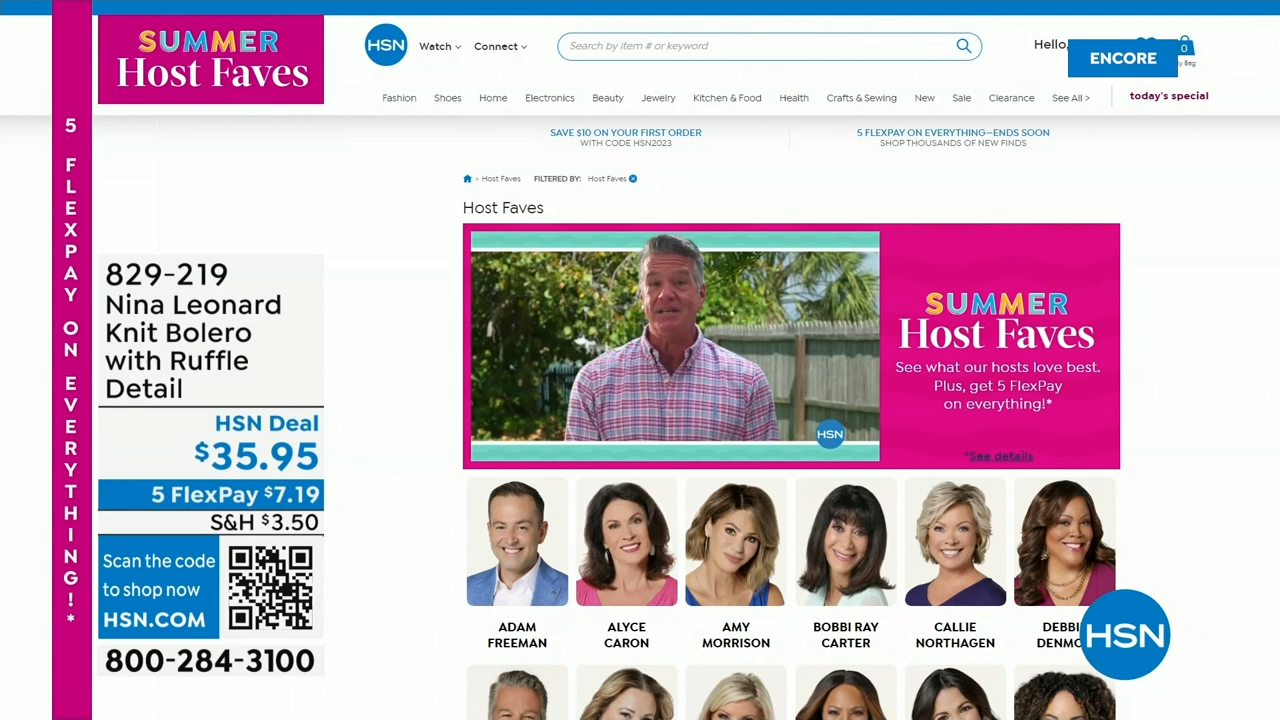 SUMMER
Host Faves
5 FLEXPAY ON EVERYTHING!*
829-219
Nina Leonard
Knit Bolero
with Ruffle
Detail
HSN Deal
$35.95
5 FlexPay $7.19
S&H $3.50
Scan the code
to shop now
HSN.COM
800-284-3100
HSN
Watch
Connect
Search by item # or keyword
Hello,
ENCORE
0
Bag
Fashion
Shoes
Home
Electronics
Beauty
Jewelry
Kitchen & Food
Health
Crafts & Sewing
New
Sale
Clearance
See All >
today's special
SAVE $10 ON YOUR FIRST ORDER
WITH CODE HSN2023
5 FLEXPAY ON EVERYTHING—ENDS SOON
SHOP THOUSANDS OF NEW FINDS
> Host Faves
FILTERED BY: Host Faves
Host Faves
HSN
SUMMER
Host Faves
See what our hosts love best.
Plus, get 5 FlexPay
on everything!*
*See details
ADAM
FREEMAN
ALYCE
CARON
AMY
MORRISON
BOBBI RAY
CARTER
CALLIE
NORTHAGEN
HSN